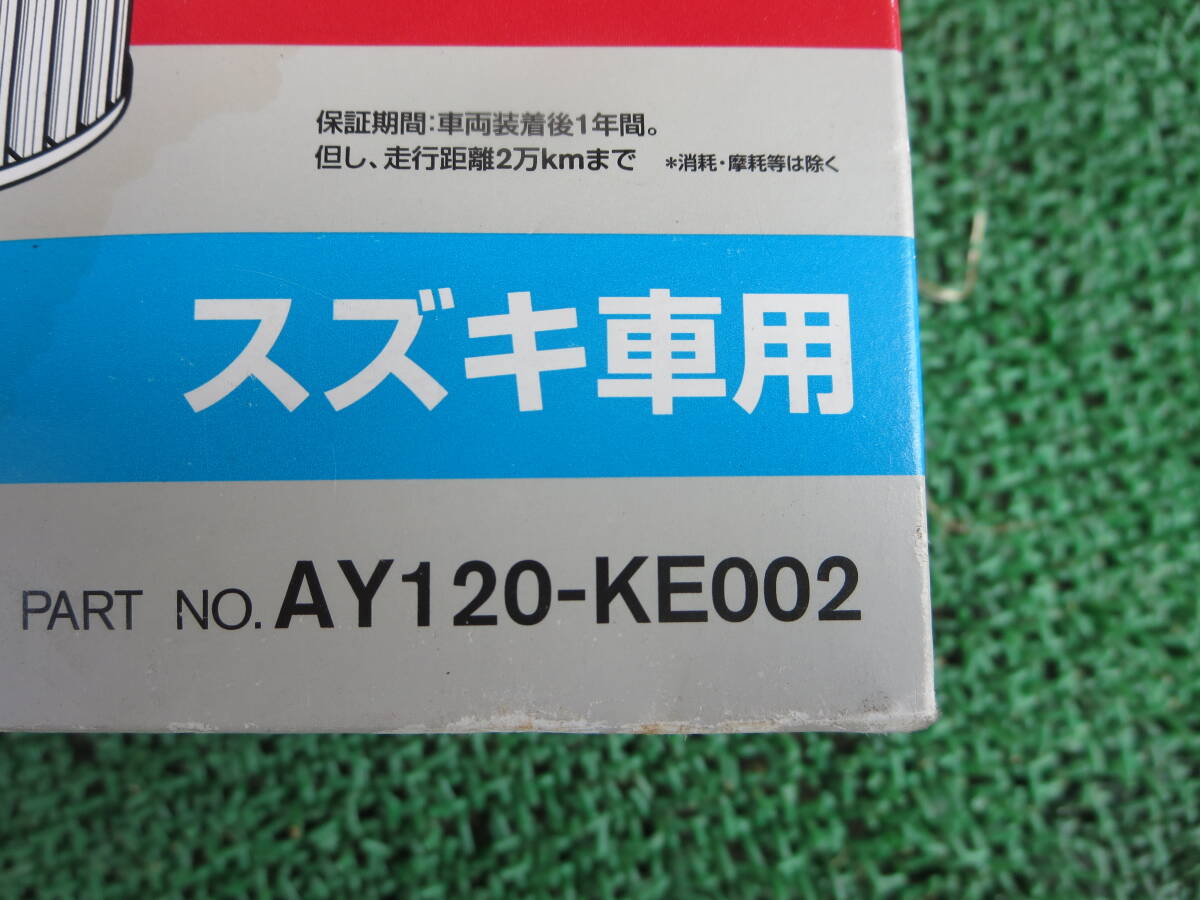 保証期間:車両装着後1年間。
但し、走行距離2万kmまで *消耗・摩耗等は除く
スズキ車用
PART NO. AY120-KE002